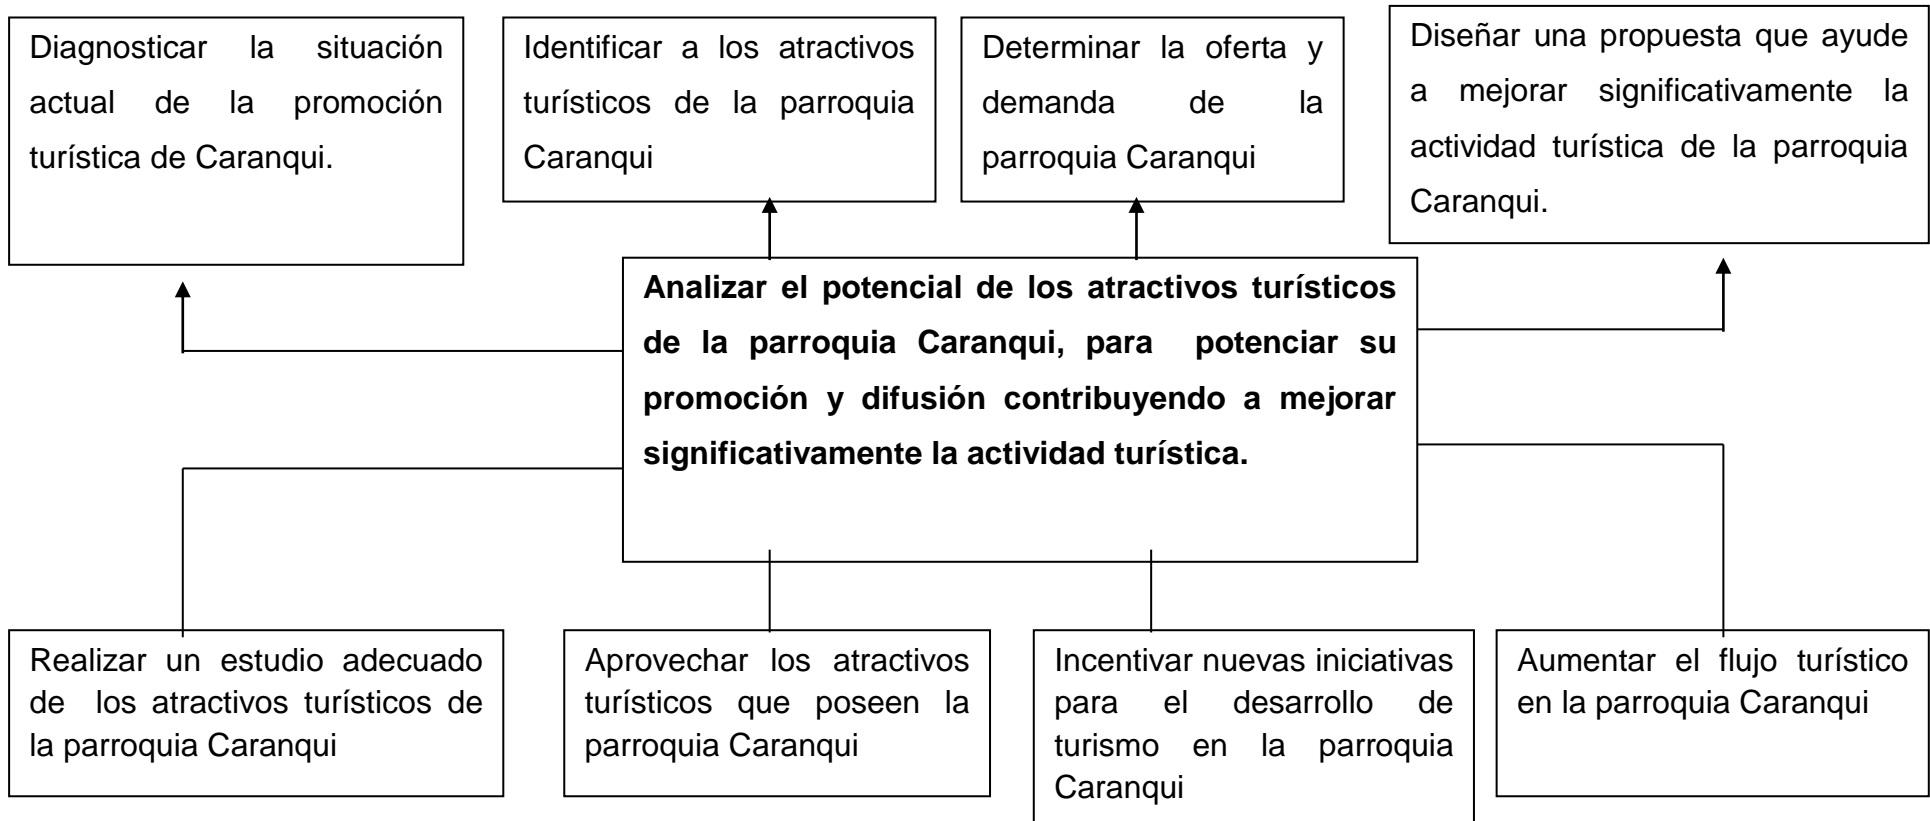 Diagnosticar la situación
actual de la promoción
turística de Caranqui.
Identificar a los atractivos
turísticos de la parroquia
Caranqui
Determinar la oferta y
demanda de la
parroquia Caranqui
Diseñar una propuesta que ayude
a mejorar significativamente la
actividad turística de la parroquia
Caranqui.
Analizar el potencial de los atractivos turísticos
de la parroquia Caranqui, para potenciar su
promoción y difusión contribuyendo a mejorar
significativamente la actividad turística.
Realizar un estudio adecuado
de los atractivos turísticos de
la parroquia Caranqui
Aprovechar los atractivos
turísticos que poseen la
parroquia Caranqui
Incentivar nuevas iniciativas
para el desarrollo de
turismo en la parroquia
Caranqui
Aumentar el flujo turístico
en la parroquia Caranqui